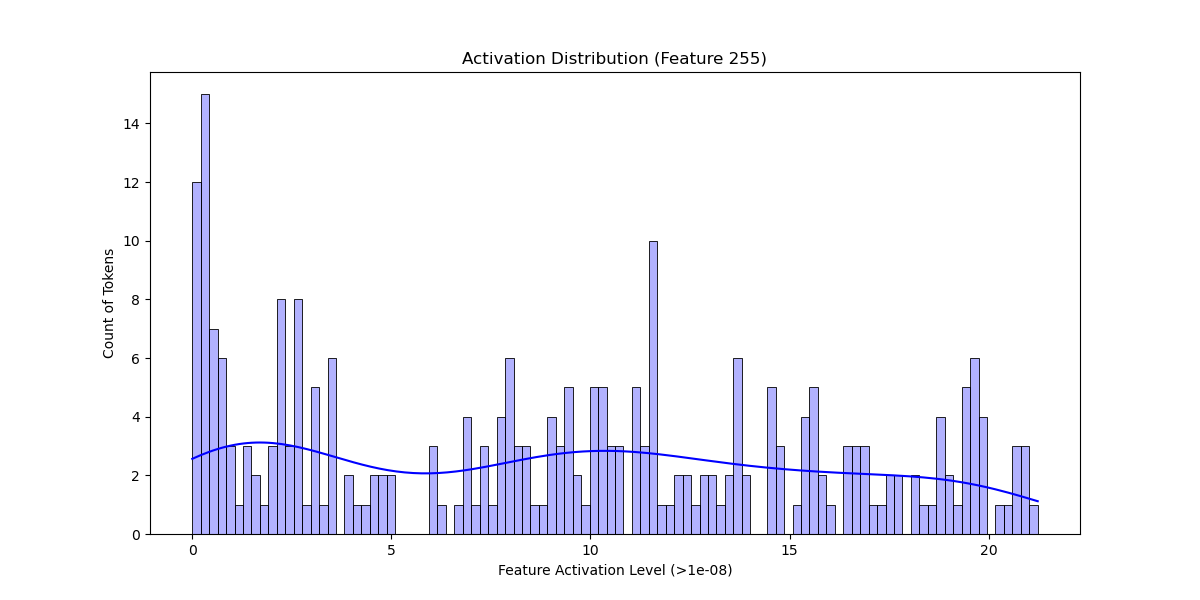 Activation Distribution (Feature 255)
Count of Tokens
14
12
10
8
6
4
2
0
0 5 10 15 20
Feature Activation Level (>1e-08)